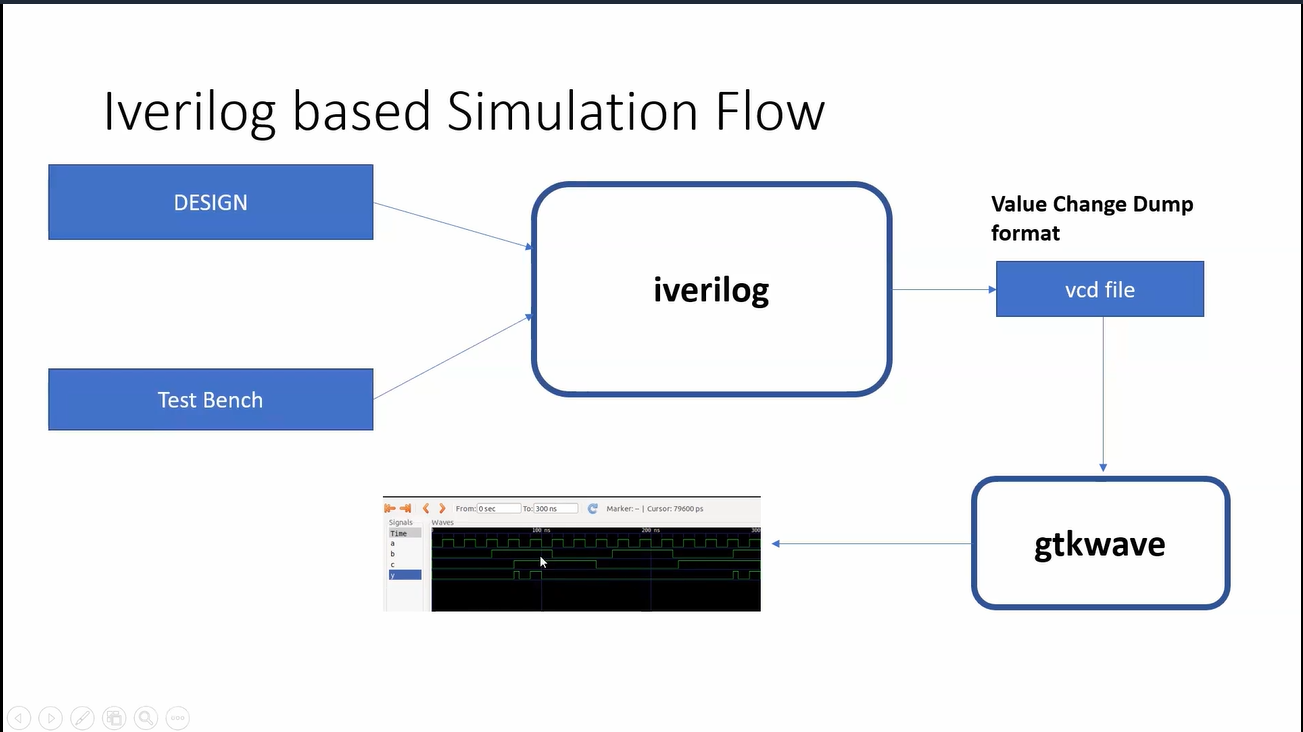 Iverilog based Simulation Flow
DESIGN
Test Bench
iverilog
Value Change Dump
format
vcd file
gtkwave
From: 0 sec To: 300 ns Marker: -- | Cursor: 79600 ps
Signals Waves
Time
100 ns 200 ns 300
a
b
c
y